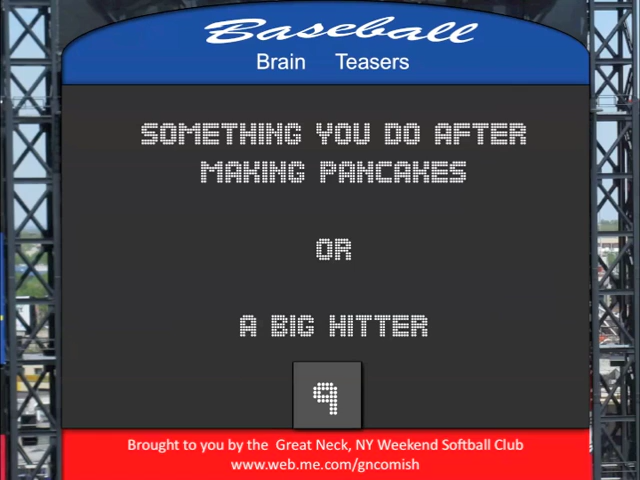 Baseball
Brain Teasers
SOMETHING YOU DO AFTER
MAKING PANCAKES
OR
A BIG HITTER
9
Brought to you by the Great Neck, NY Weekend Softball Club
www.web.me.com/gncomish